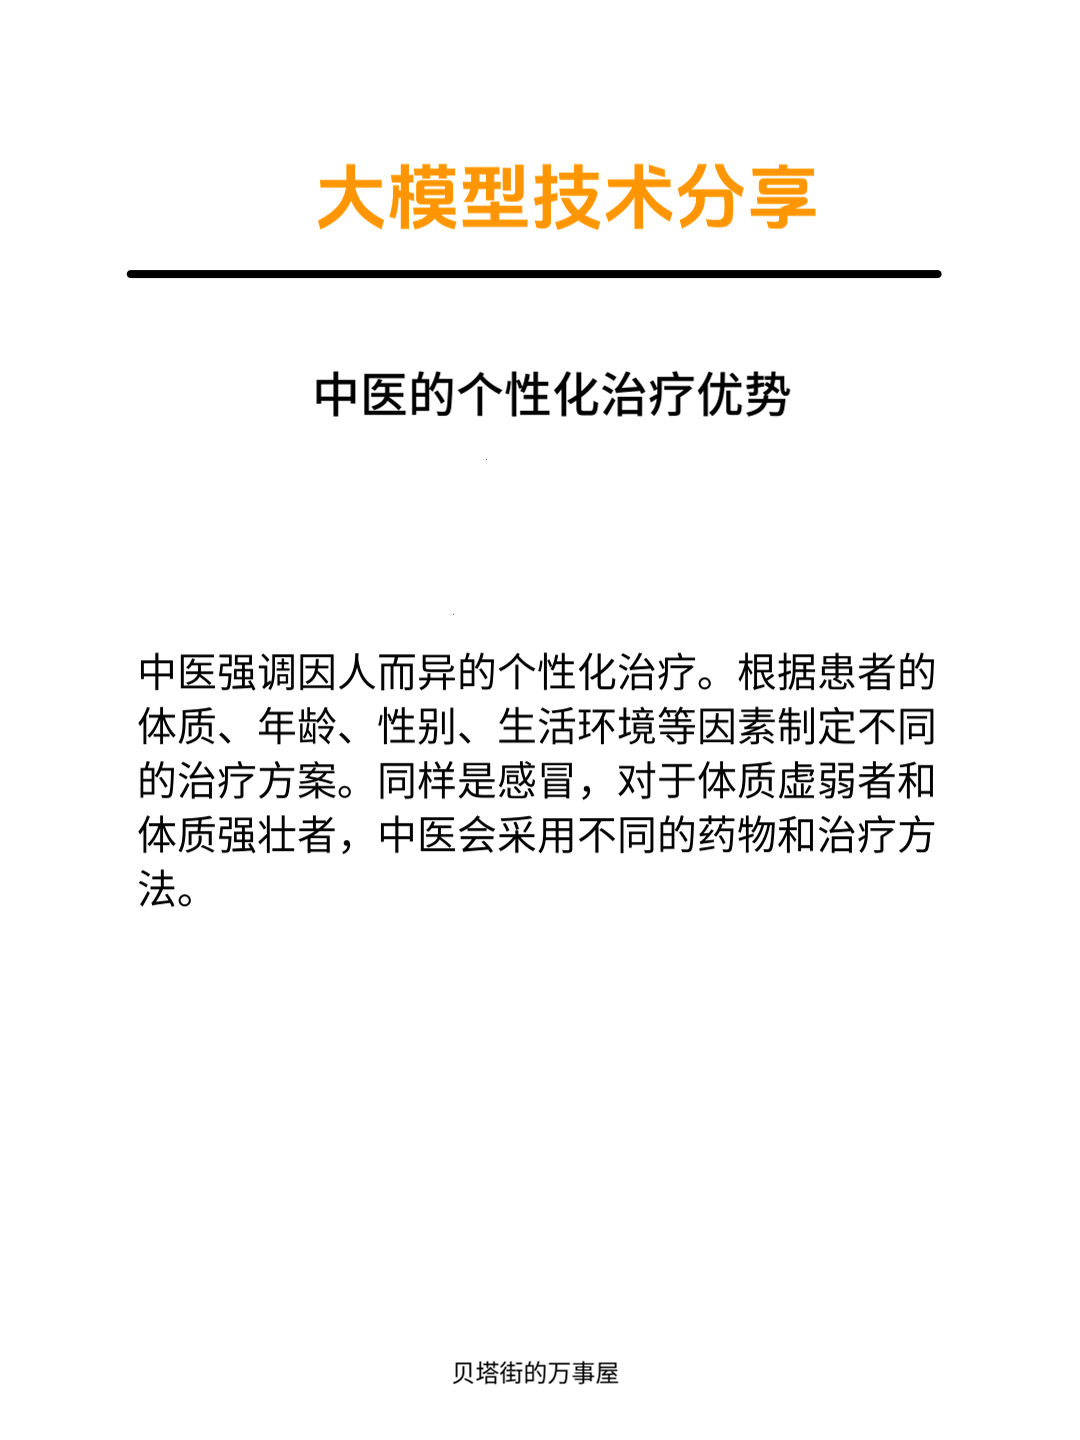 大模型技术分享
中医的个性化治疗优势
中医强调因人而异的个性化治疗。根据患者的
体质、年龄、性别、生活环境等因素制定不同
的治疗方案。同样是感冒，对于体质虚弱者和
体质强壮者，中医会采用不同的药物和治疗方
法。
贝塔街的万事屋